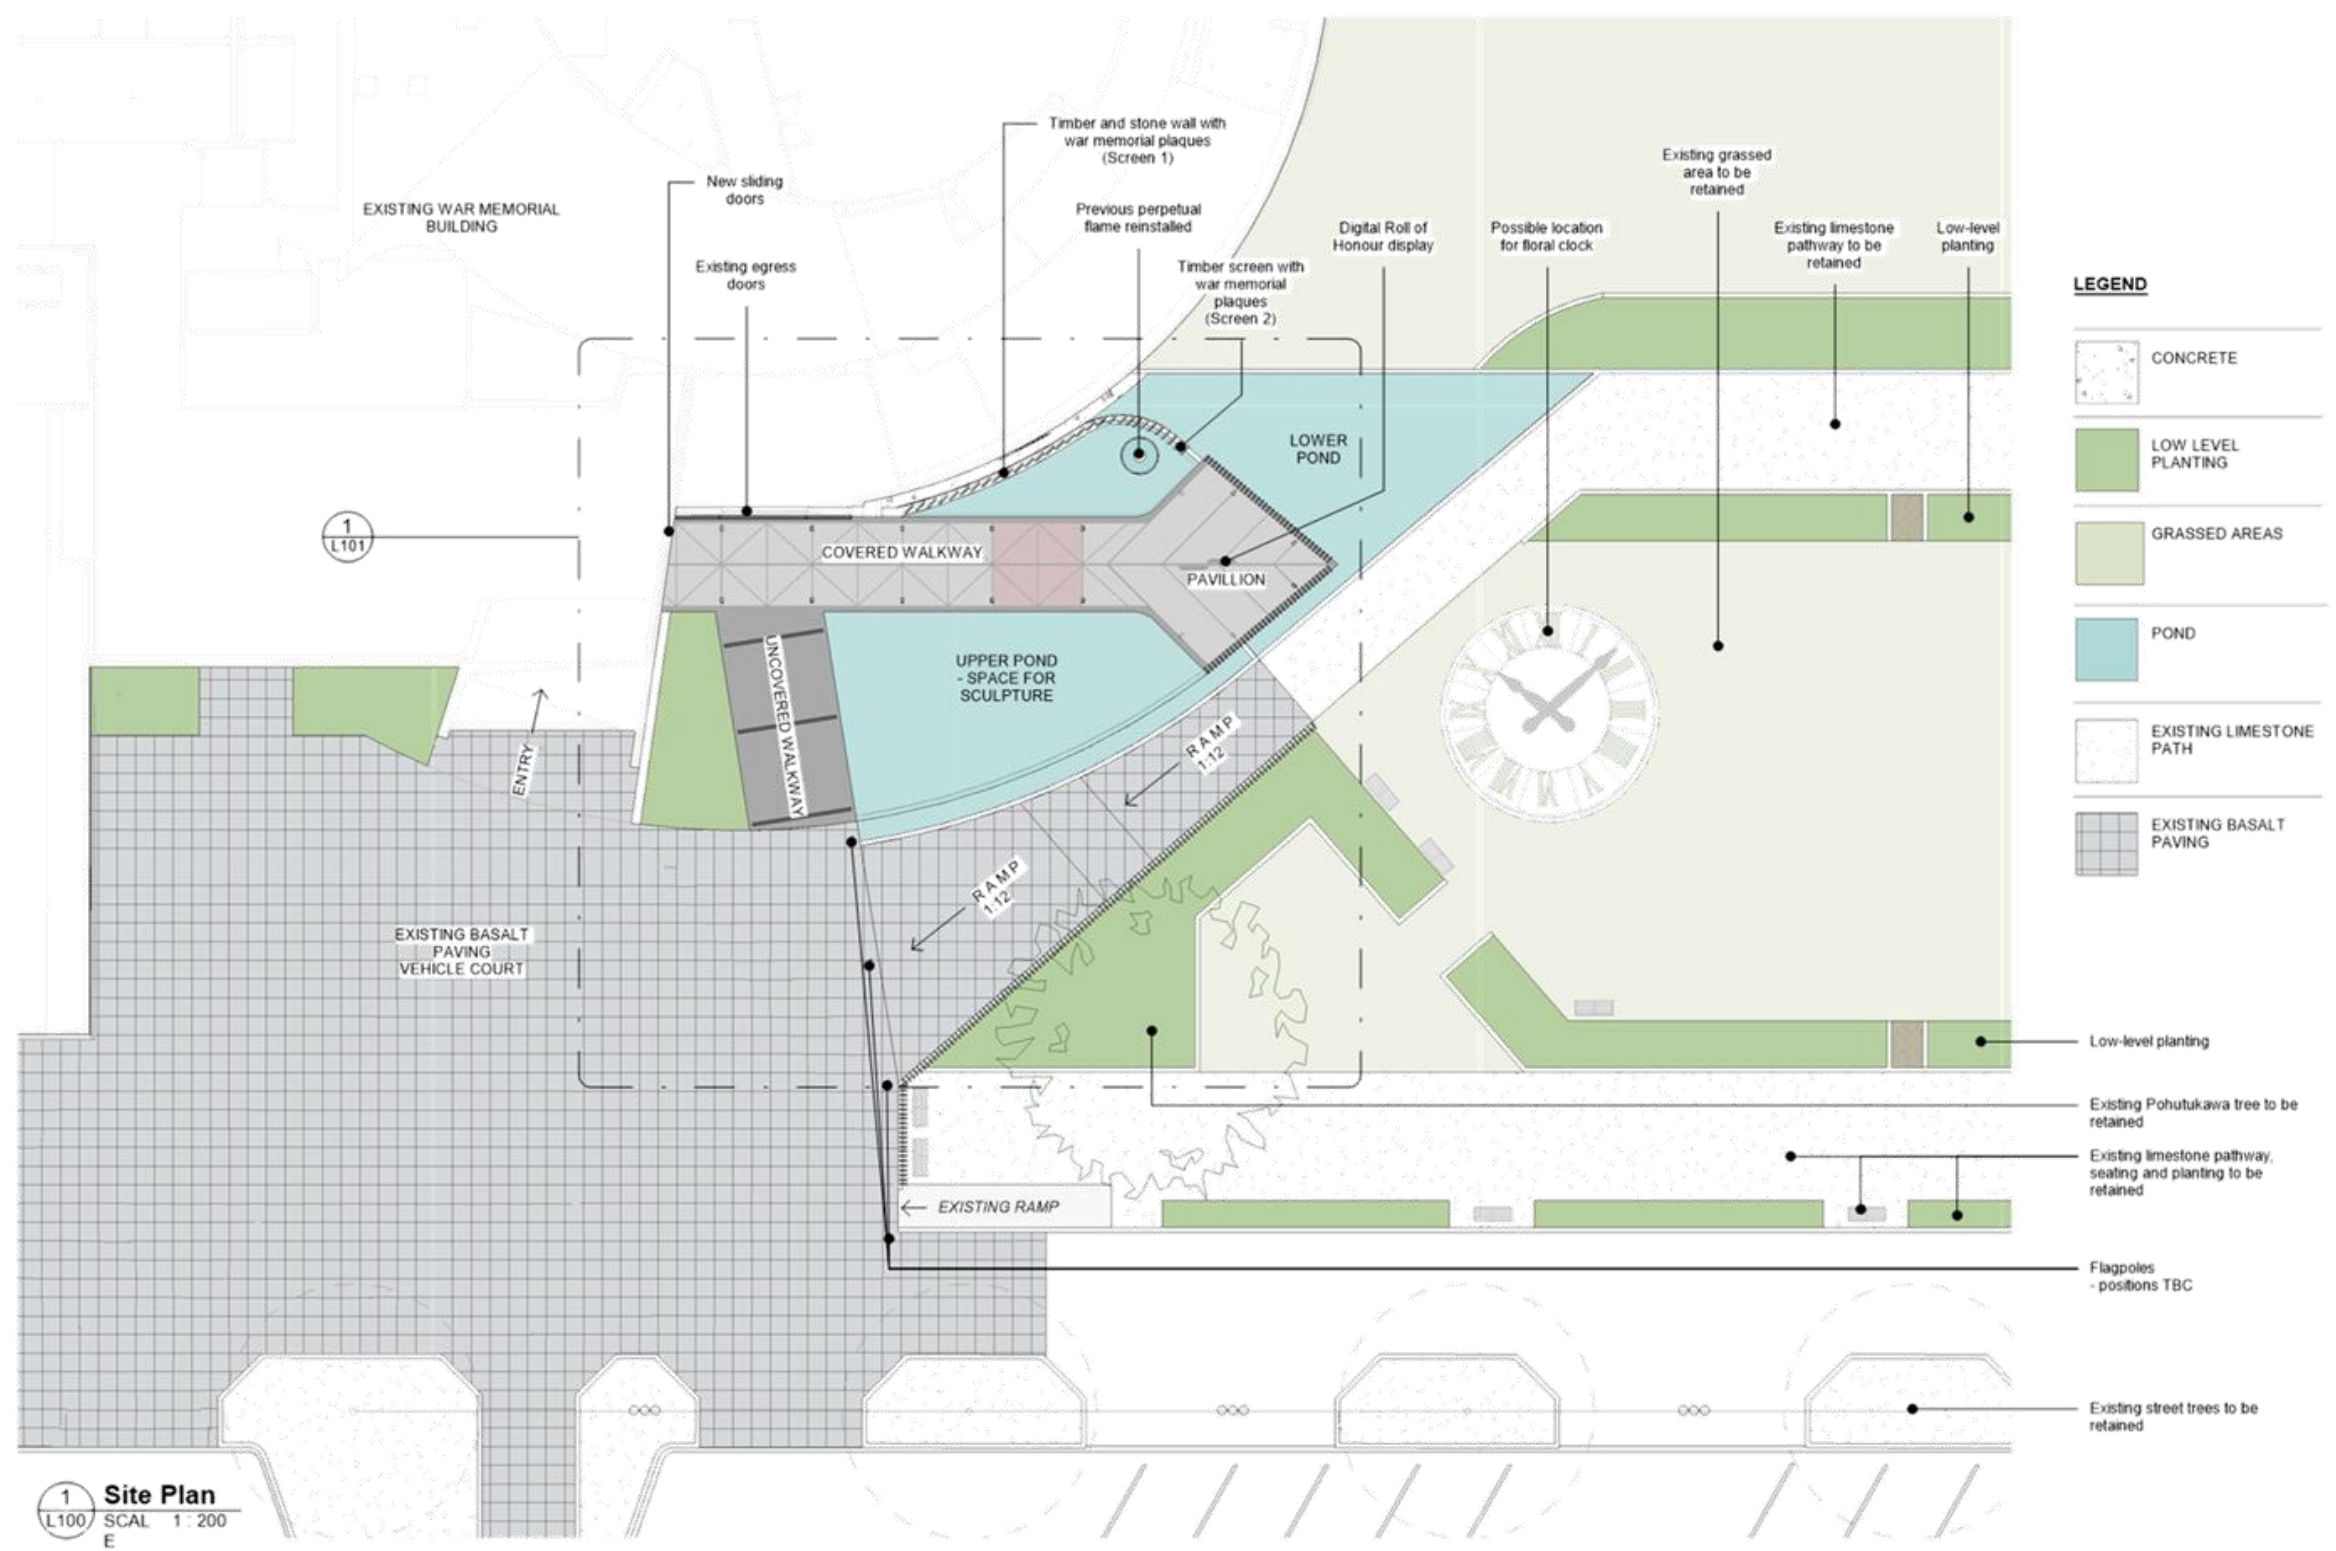 Timber and stone wall with
war memorial plaques
(Screen 1)
New sliding
doors
EXISTING WAR MEMORIAL
BUILDING
Previous perpetual
flame reinstalled
Existing egress
doors
Timber screen with
war memorial
plaques
(Screen 2)
Digital Roll of
Honour display
Possible location
for floral clock
Existing grassed
area to be
retained
Existing limestone
pathway to be
retained
Low-level
planting
LEGEND
CONCRETE
LOW LEVEL
PLANTING
GRASSED AREAS
POND
EXISTING LIMESTONE
PATH
EXISTING BASALT
PAVING
LOWER
POND
1
L101
COVERED WALKWAY
PAVILLION
UNCOVERED WALKWAY
UPPER POND
- SPACE FOR
SCULPTURE
ENTRY
RAMP
1:12
RAMP
1:12
EXISTING BASALT
PAVING
VEHICLE COURT
EXISTING RAMP
Low-level planting
Existing Pohutukawa tree to be
retained
Existing limestone pathway,
seating and planting to be
retained
Flagpoles
- positions TBC
Existing street trees to be
retained
1
L100
Site Plan
SCAL 1 : 200
E